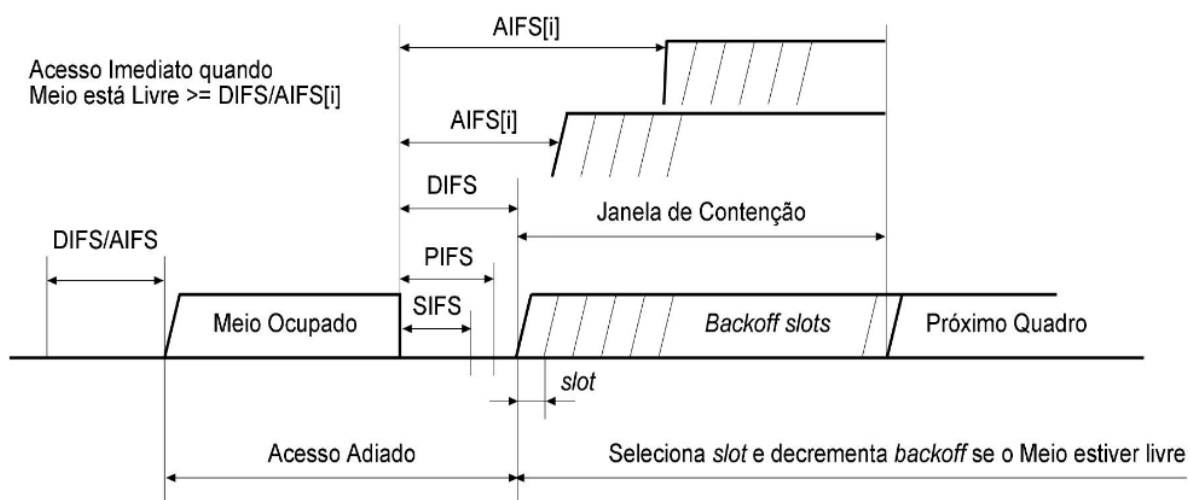 AIFS[i]
Acesso Imediato quando
Meio está Livre >= DIFS/AIFS[i]
AIFS[i]
DIFS
Janela de Contenção
DIFS/AIFS
PIFS
SIFS
Meio Ocupado
Backoff slots
Próximo Quadro
slot
Acesso Adiado
Seleciona slot e decrementa backoff se o Meio estiver livre